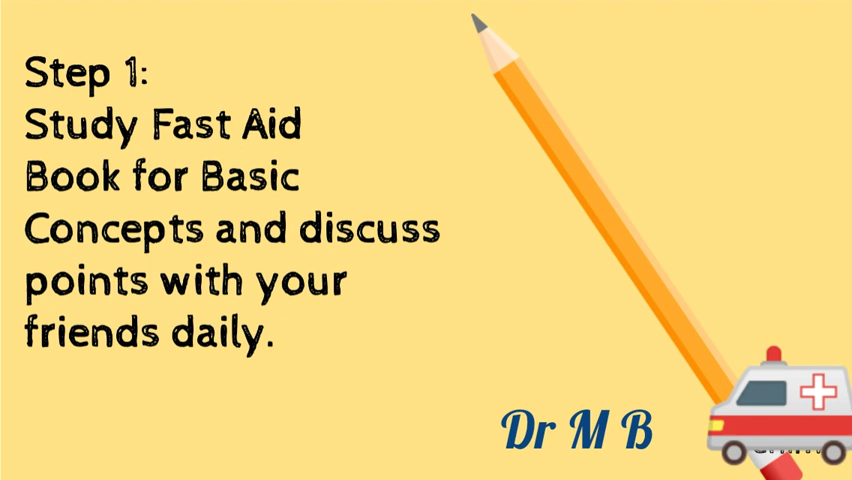 Step 1:
Study Fast Aid
Book for Basic
Concepts and discuss
points with your
friends daily.
Dr M B